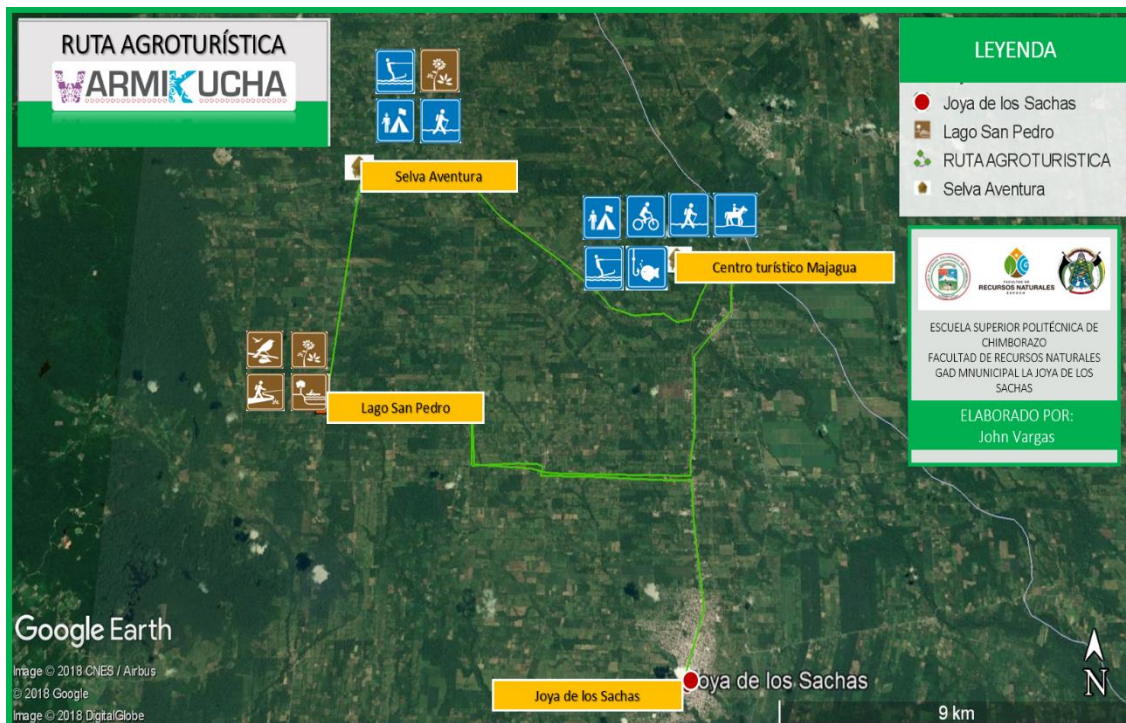 RUTA AGROTURÍSTICA
WARMIKUCHA
LEYENDA
Joya de los Sachas
Lago San Pedro
RUTA AGROTURISTICA
Selva Aventura
Selva Aventura
Centro turístico Majagua
Lago San Pedro
FACULTAD DE
RECURSOS NATURALES
ESPOCH
ESCUELA SUPERIOR POLITÉCNICA DE
CHIMBORAZO
FACULTAD DE RECURSOS NATURALES
GAD MNUNICIPAL LA JOYA DE LOS
SACHAS
ELABORADO POR:
John Vargas
Google Earth
Image © 2018 CNES / Airbus
© 2018 Google
Image © 2018 DigitalGlobe
Joya de los Sachas
Joya de los Sachas
N
9 km